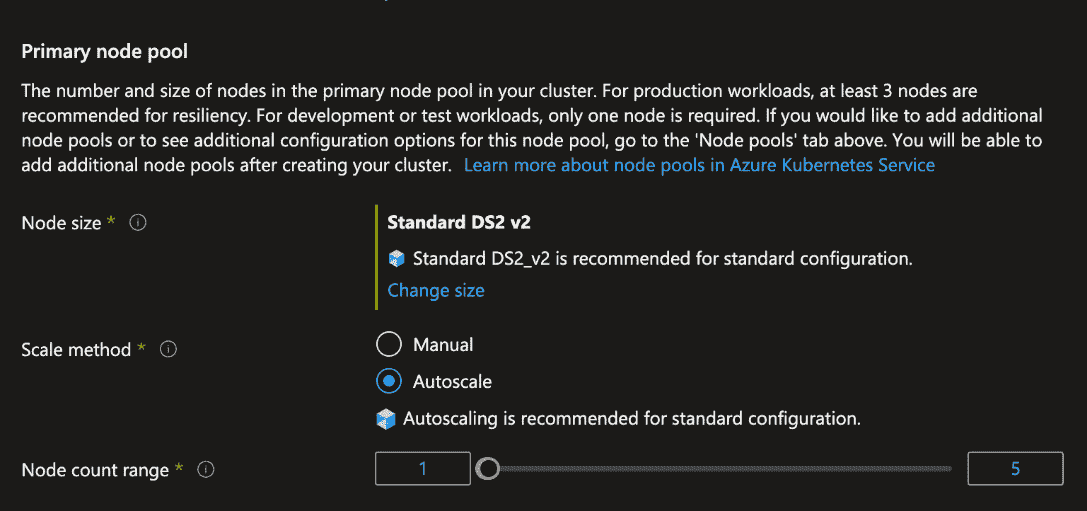 Primary node pool
The number and size of nodes in the primary node pool in your cluster. For production workloads, at least 3 nodes are
recommended for resiliency. For development or test workloads, only one node is required. If you would like to add additional
node pools or to see additional configuration options for this node pool, go to the 'Node pools' tab above. You will be able to
add additional node pools after creating your cluster. Learn more about node pools in Azure Kubernetes Service
Node size *
Standard DS2 v2
Standard DS2_v2 is recommended for standard configuration.
Change size
Scale method *
Manual
Autoscale
Autoscaling is recommended for standard configuration.
Node count range *
1
5